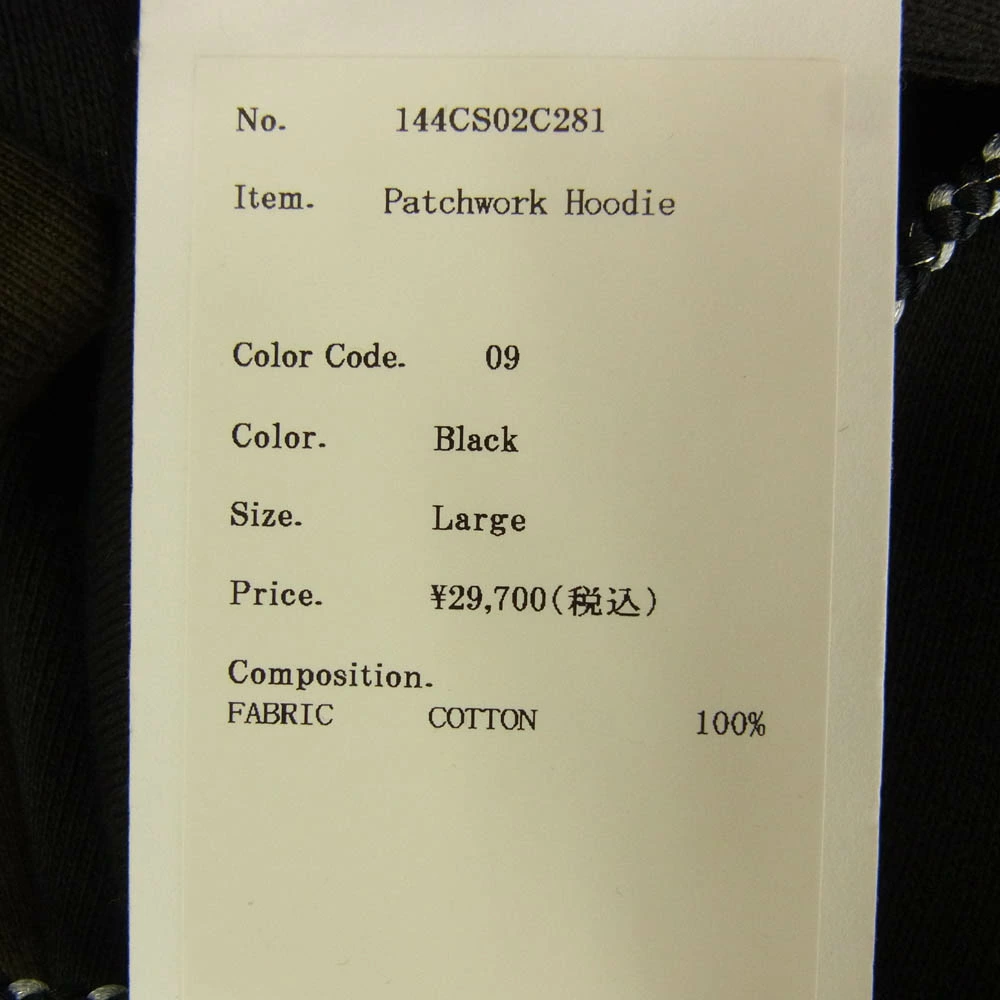 No. 144CS02C281
Item. Patchwork Hoodie
Color Code. 09
Color. Black
Size. Large
Price. ¥29,700(税込)
Composition.
FABRIC COTTON 100%